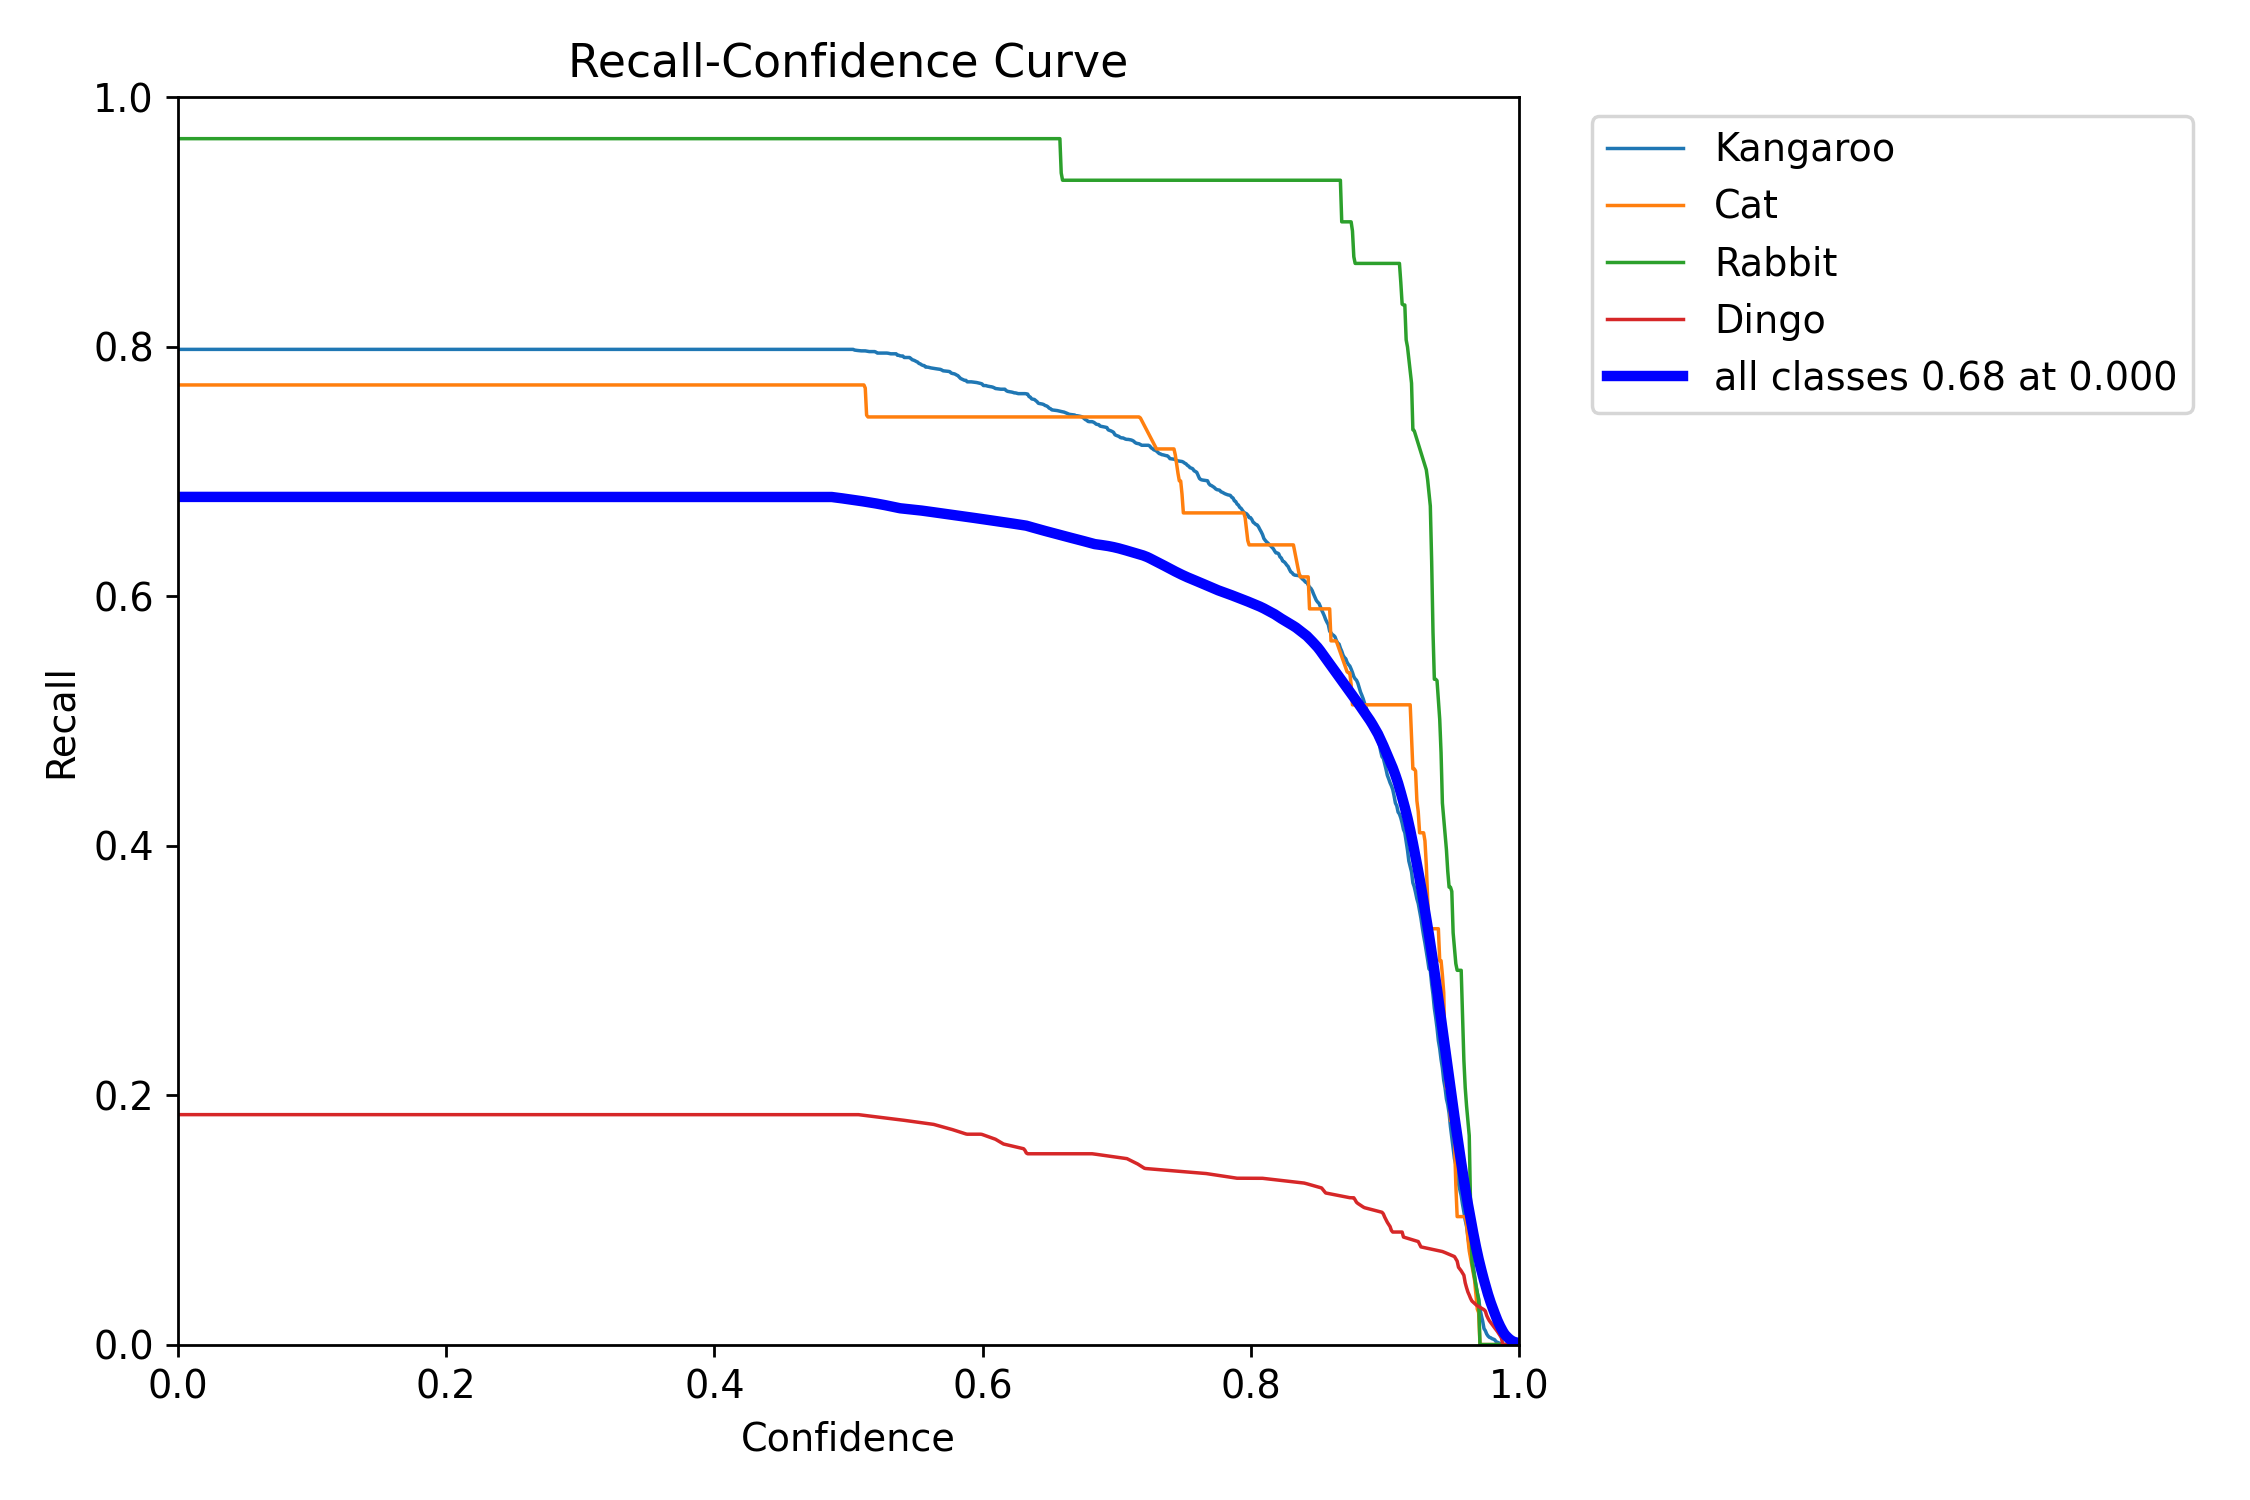 Recall-Confidence Curve
1.0
0.8
0.6
0.4
0.2
0.0
Recall
0.0 0.2 0.4 0.6 0.8 1.0
Confidence
Kangaroo
Cat
Rabbit
Dingo
all classes 0.68 at 0.000